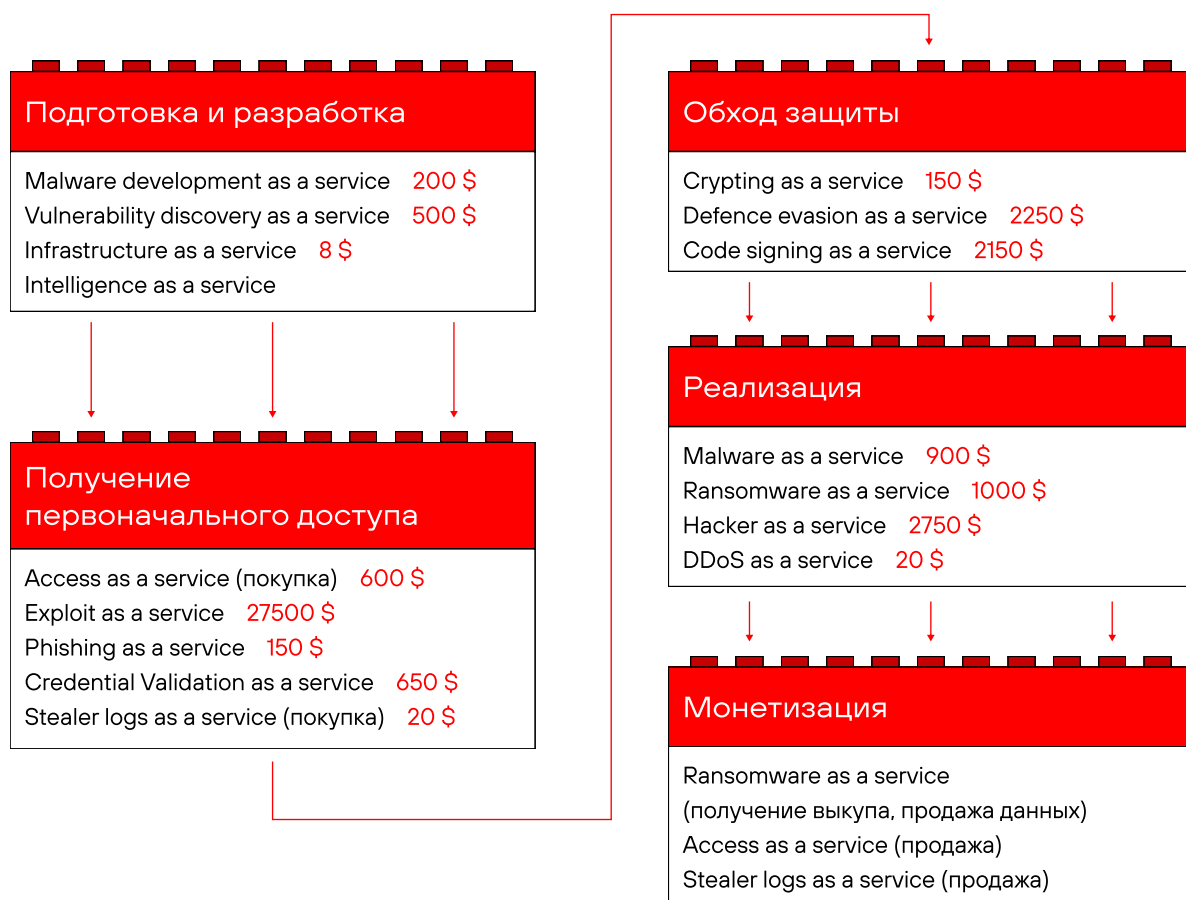 Подготовка и разработка
Malware development as a service 200 $
Vulnerability discovery as a service 500 $
Infrastructure as a service 8 $
Intelligence as a service
Получение
первоначального доступа
Access as a service (покупка) 600 $
Exploit as a service 27500 $
Phishing as a service 150 $
Credential Validation as a service 650 $
Stealer logs as a service (покупка) 20 $
Обход защиты
Crypting as a service 150 $
Defence evasion as a service 2250 $
Code signing as a service 2150 $
Реализация
Malware as a service 900 $
Ransomware as a service 1000 $
Hacker as a service 2750 $
DDoS as a service 20 $
Монетизация
Ransomware as a service
(получение выкупа, продажа данных)
Access as a service (продажа)
Stealer logs as a service (продажа)